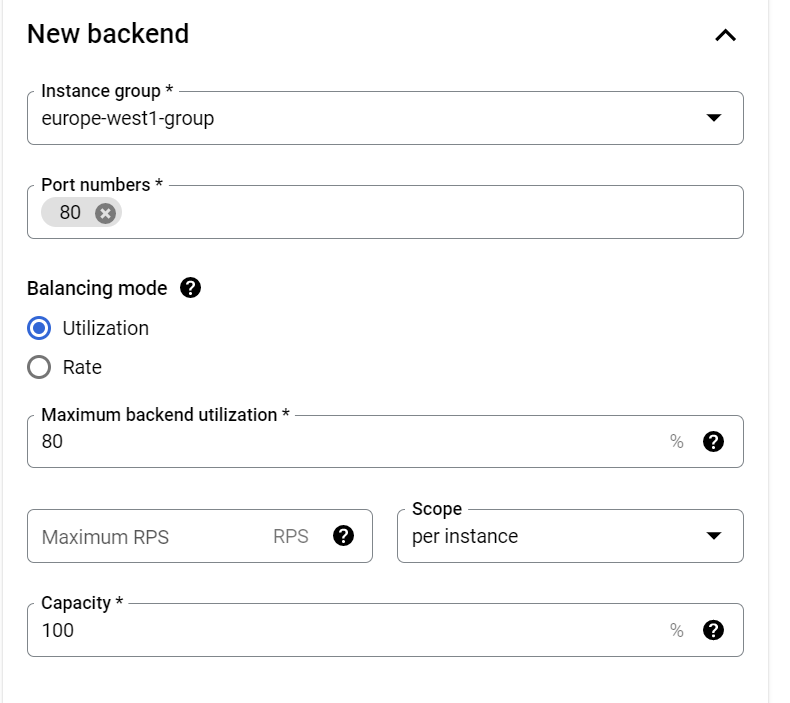 New backend
Instance group *
europe-west1-group
Port numbers *
80
Balancing mode ?
Utilization
Rate
Maximum backend utilization *
80 % ?
Scope
Maximum RPS RPS ? per instance
Capacity *
100 % ?